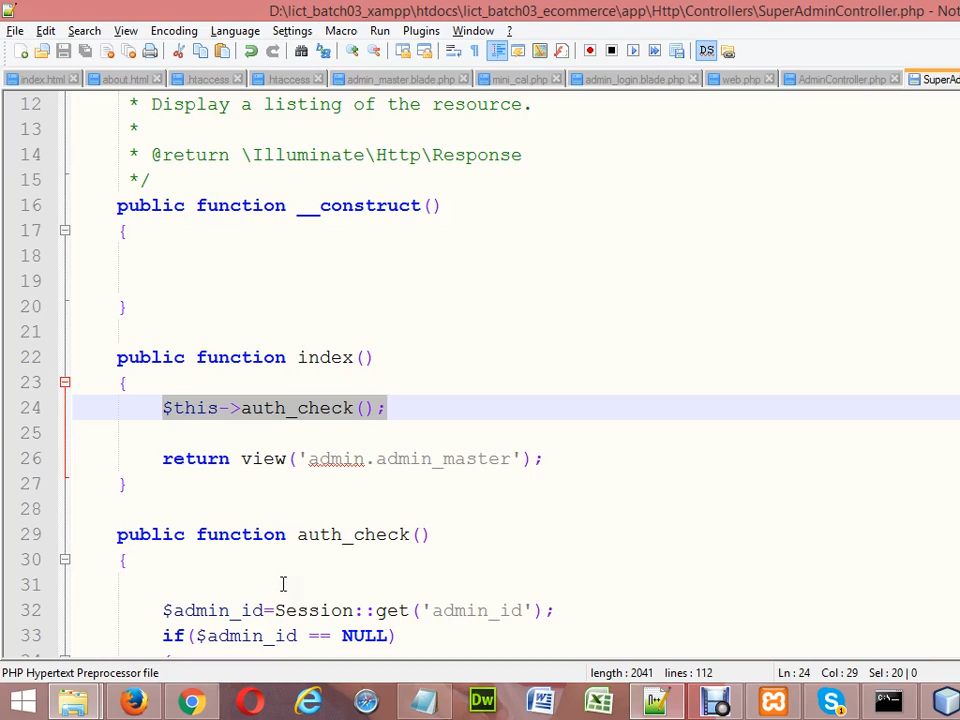 D:\lict_batch03_xampp\htdocs\lict_batch03_ecommerce\app\Http\Controllers\SuperAdminController.php - Not
File Edit Search View Encoding Language Settings Macro Run Plugins Window ?
index.html about.html .htaccess .htaccess admin_master.blade.php mini_cal.php admin_login.blade.php web.php AdminController.php SuperAd
12 * Display a listing of the resource.
13 *
14 * @return \Illuminate\Http\Response
15 */
16 public function __construct()
17 {
18
19
20 }
21
22 public function index()
23 {
24 $this->auth_check();
25
26 return view('admin.admin_master');
27 }
28
29 public function auth_check()
30 {
31
32 $admin_id=Session::get('admin_id');
33 if($admin_id == NULL)
PHP Hypertext Preprocessor file length : 2041 lines : 112 Ln : 24 Col : 29 Sel : 20 | 0